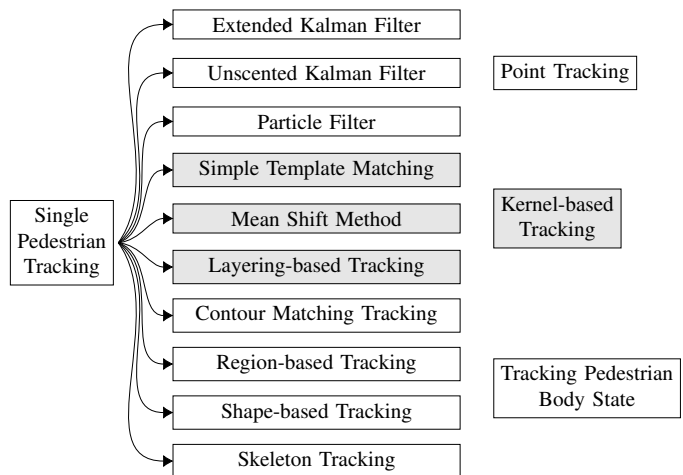 Single
Pedestrian
Tracking
Extended Kalman Filter
Unscented Kalman Filter
Particle Filter
Simple Template Matching
Mean Shift Method
Layering-based Tracking
Contour Matching Tracking
Region-based Tracking
Shape-based Tracking
Skeleton Tracking
Point Tracking
Kernel-based
Tracking
Tracking Pedestrian
Body State